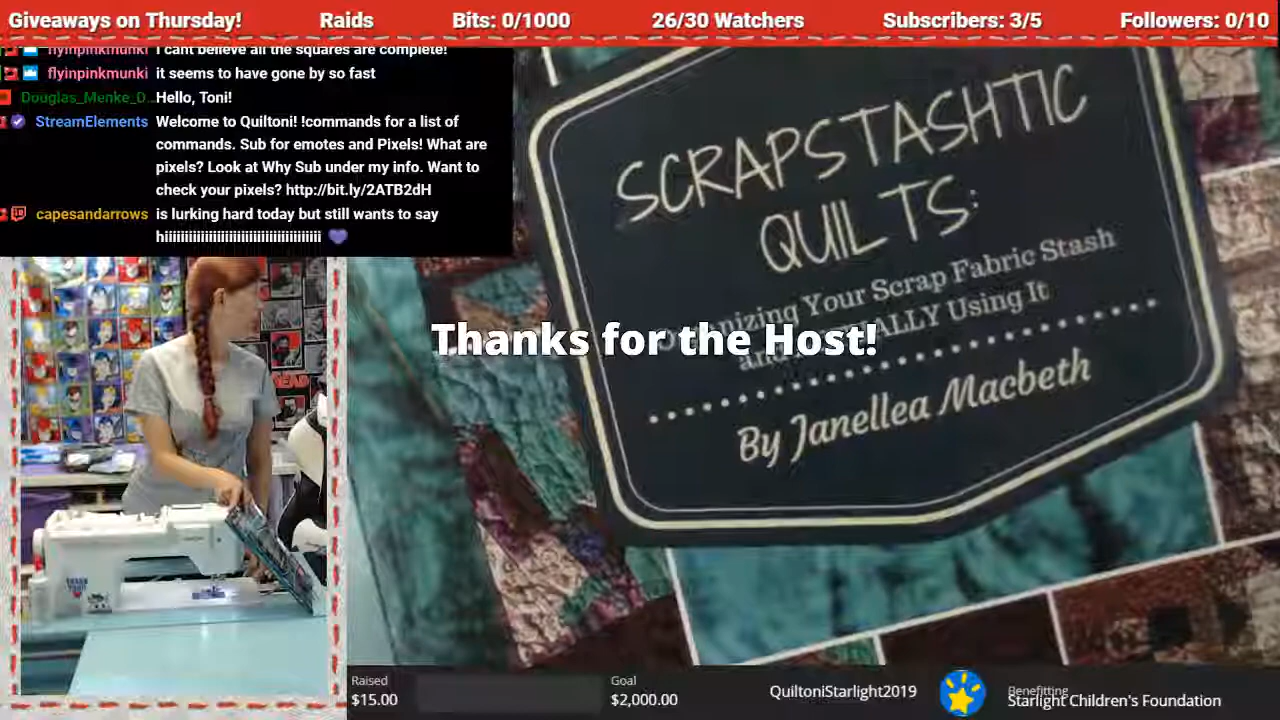 Giveaways on Thursday! Raids Bits: 0/1000 26/30 Watchers Subscribers: 3/5 Followers: 0/10
flyinpinkmunki I cant believe all the squares are complete!
flyinpinkmunki it seems to have gone by so fast
Douglas_Menke_D... Hello, Toni!
StreamElements Welcome to Quiltoni! !commands for a list of
commands. Sub for emotes and Pixels! What are
pixels? Look at Why Sub under my info. Want to
check your pixels? http://bit.ly/2ATB2dH
capesandarrows is lurking hard today but still wants to say
hiiiiiiiiiiiiiiiiiiiiiiiiiiiiiiiiiiiii
SCRAPSTASHTIC
QUILTS:
Organizing Your Scrap Fabric Stash
Using It
By Janellea Macbeth
Thanks for the Host!
Raised
$15.00
Goal
$2,000.00
QuiltoniStarlight2019
Benefitting
Starlight Children's Foundation